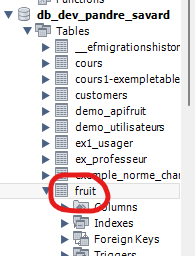 db_dev_pandre_savard
Tables
__efmigrationshistor
cours
cours1-exempletable
customers
demo_apifruit
demo_utilisateurs
ex1_usager
ex_professeur
exemple_norme_char
fruit
Columns
Indexes
Foreign Keys
Triggers